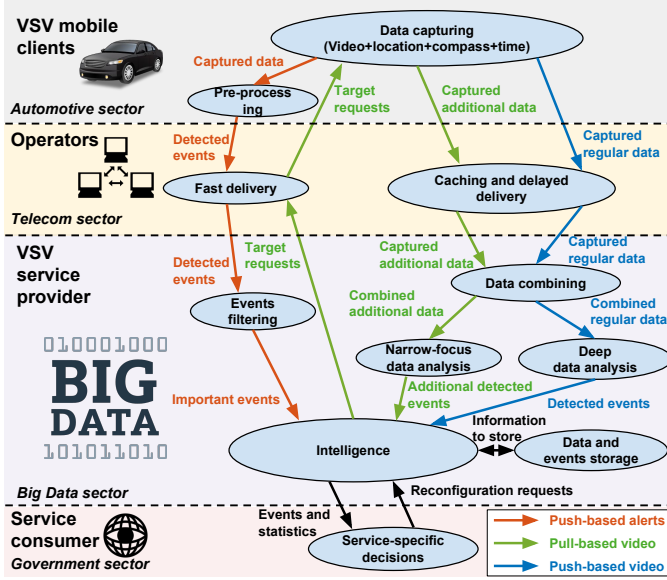 VSV mobile
clients
Automotive sector
Data capturing
(Video+location+compass+time)
Captured data
Pre-process
ing
Target
requests
Captured
additional data
Captured
regular data
Operators
Telecom sector
Detected
events
Fast delivery
Caching and delayed
delivery
VSV
service
provider
Detected
events
Target
requests
Captured
additional data
Captured
regular data
Data combining
Events
filtering
Combined
additional data
Combined
regular data
010001000
BIG
DATA
101011010
Narrow-focus
data analysis
Deep
data analysis
Important events
Additional detected
events
Detected events
Intelligence
Information
to store
Data and
events storage
Big Data sector
Service
consumer
Government sector
Events and
statistics
Reconfiguration requests
Service-specific
decisions
Push-based alerts
Pull-based video
Push-based video